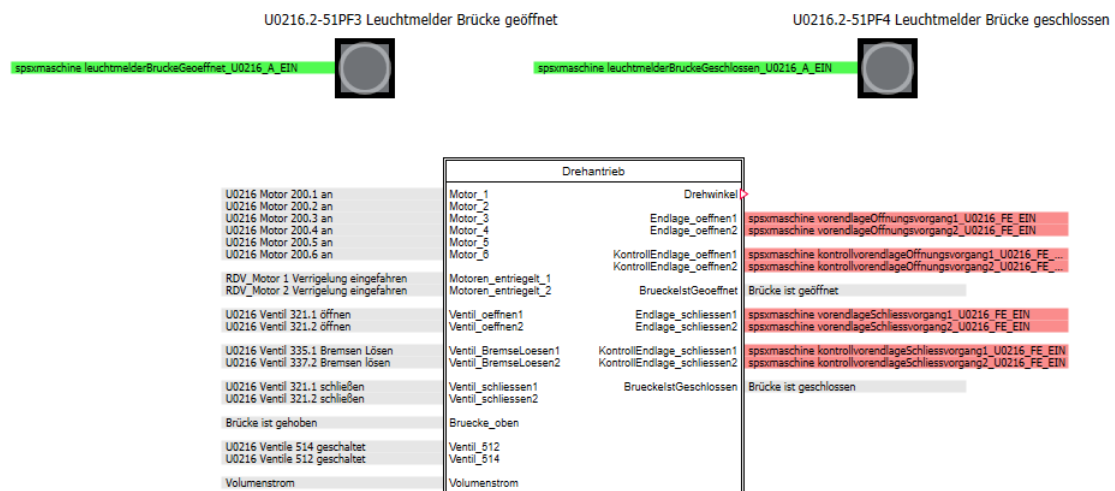 U0216.2-51PF3 Leuchtmelder Brücke geöffnet
U0216.2-51PF4 Leuchtmelder Brücke geschlossen
spsxmaschine leuchtmelderBruckeGeoeffnet_U0216_A_EIN
spsxmaschine leuchtmelderBruckeGeschlossen_U0216_A_EIN
Drehantrieb
U0216 Motor 200.1 an
U0216 Motor 200.2 an
U0216 Motor 200.3 an
U0216 Motor 200.4 an
U0216 Motor 200.5 an
U0216 Motor 200.6 an
RDV_Motor 1 Verrigelung eingefahren
RDV_Motor 2 Verrigelung eingefahren
U0216 Ventil 321.1 öffnen
U0216 Ventil 321.2 öffnen
U0216 Ventil 335.1 Bremsen Lösen
U0216 Ventil 337.2 Bremsen lösen
U0216 Ventil 321.1 schließen
U0216 Ventil 321.2 schließen
Brücke ist gehoben
U0216 Ventile 514 geschaltet
U0216 Ventile 512 geschaltet
Volumenstrom
Motor_1
Motor_2
Motor_3
Motor_4
Motor_5
Motor_6
Motoren_entriegelt_1
Motoren_entriegelt_2
Ventil_oeffnen1
Ventil_oeffnen2
Ventil_BremseLoesen1
Ventil_BremseLoesen2
Ventil_schliessen1
Ventil_schliessen2
Bruecke_oben
Ventil_512
Ventil_514
Volumenstrom
Drehwinkel
Endlage_oeffnen1
Endlage_oeffnen2
KontrollEndlage_oeffnen1
KontrollEndlage_oeffnen2
BrueckeIstGeoeffnet
Endlage_schliessen1
Endlage_schliessen2
KontrollEndlage_schliessen1
KontrollEndlage_schliessen2
BrueckeIstGeschlossen
spsxmaschine vorendlageOffnungsvorgang1_U0216_FE_EIN
spsxmaschine vorendlageOffnungsvorgang2_U0216_FE_EIN
spsxmaschine kontrollvorendlageOffnungsvorgang1_U0216_FE_...
spsxmaschine kontrollvorendlageOffnungsvorgang2_U0216_FE_...
Brücke ist geöffnet
spsxmaschine vorendlageSchliessvorgang1_U0216_FE_EIN
spsxmaschine vorendlageSchliessvorgang2_U0216_FE_EIN
spsxmaschine kontrollvorendlageSchliessvorgang1_U0216_FE_EIN
spsxmaschine kontrollvorendlageSchliessvorgang2_U0216_FE_EIN
Brücke ist geschlossen